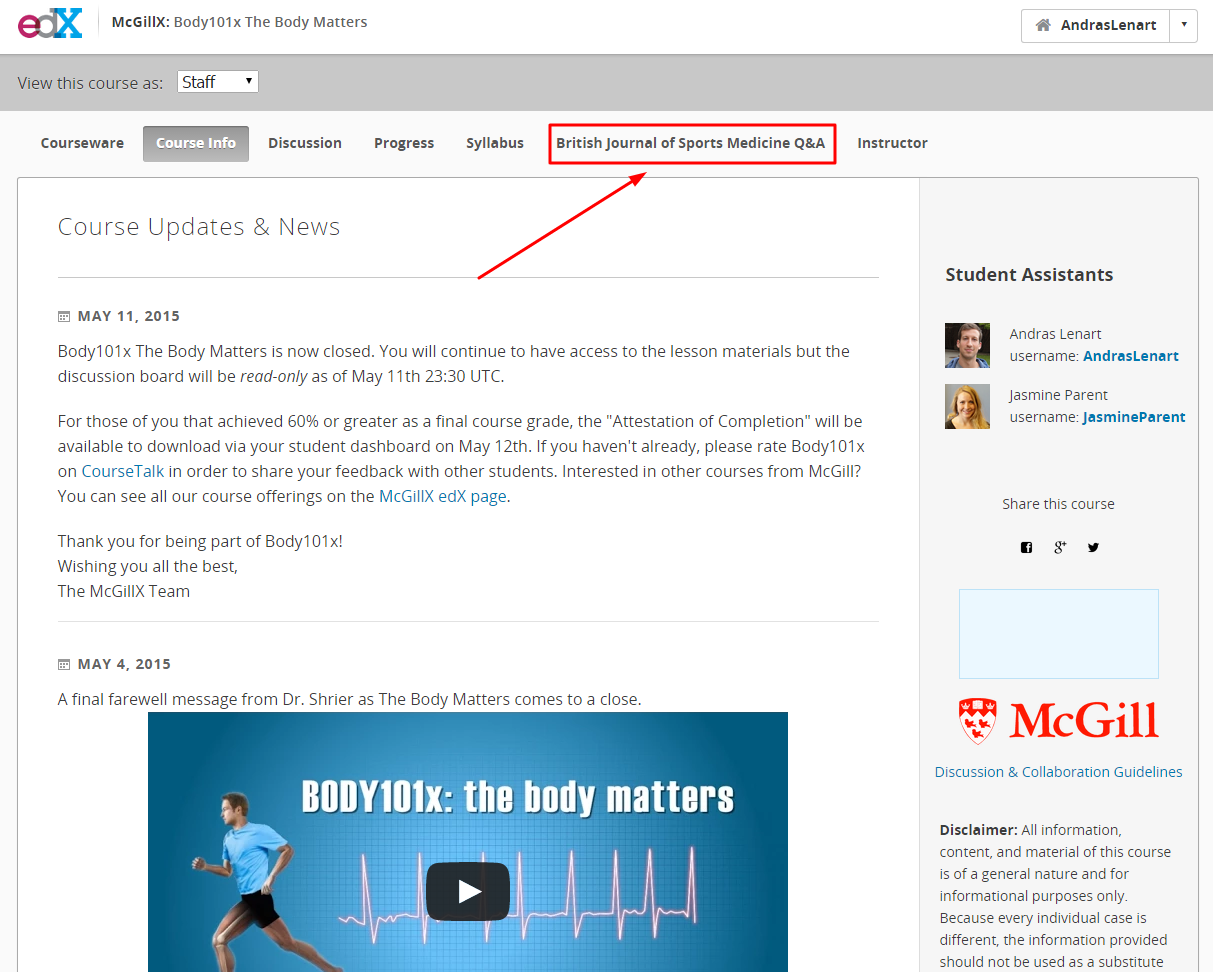 edX
McGillX: Body101x The Body Matters
AndrasLenart
View this course as: Staff
Courseware
Course Info
Discussion
Progress
Syllabus
British Journal of Sports Medicine Q&A
Instructor
Course Updates & News
MAY 11, 2015
Body101x The Body Matters is now closed. You will continue to have access to the lesson materials but the
discussion board will be read-only as of May 11th 23:30 UTC.
For those of you that achieved 60% or greater as a final course grade, the "Attestation of Completion" will be
available to download via your student dashboard on May 12th. If you haven't already, please rate Body101x
on CourseTalk in order to share your feedback with other students. Interested in other courses from McGill?
You can see all our course offerings on the McGillX edX page.
Thank you for being part of Body101x!
Wishing you all the best,
The McGillX Team
MAY 4, 2015
A final farewell message from Dr. Shrier as The Body Matters comes to a close.
BODY101x: the body matters
Student Assistants
Andras Lenart
username: AndrasLenart
Jasmine Parent
username: JasmineParent
Share this course
McGill
Discussion & Collaboration Guidelines
Disclaimer: All information,
content, and material of this course
is of a general nature and for
informational purposes only.
Because every individual case is
different, the information provided
should not be used as a substitute